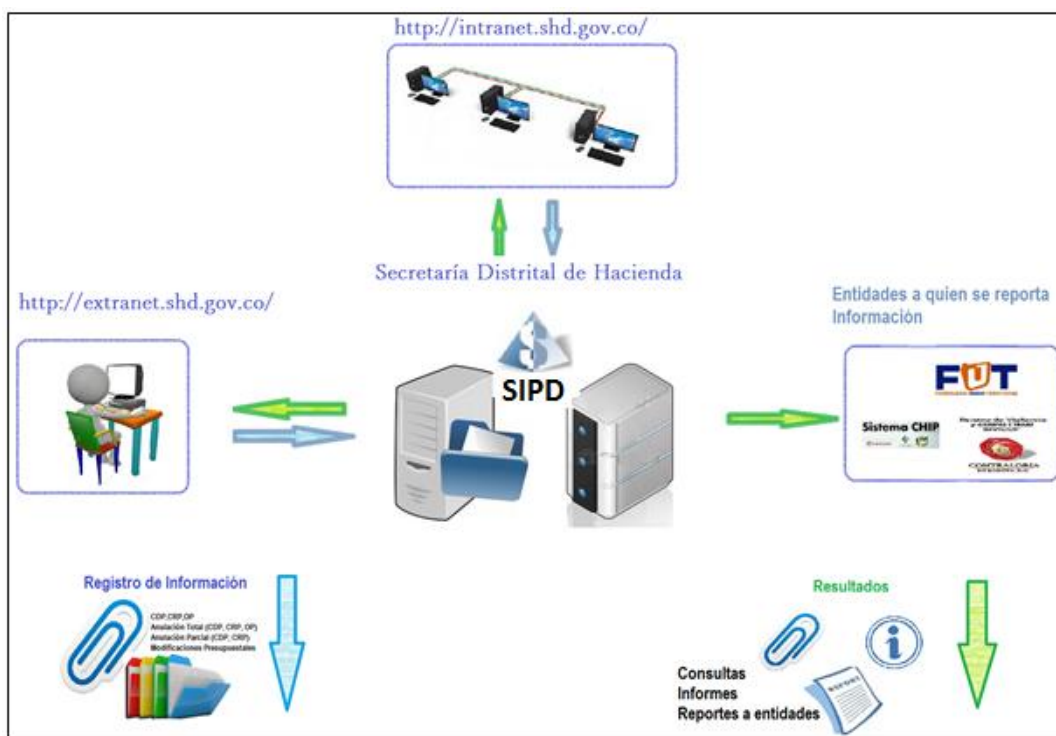 http://intranet.shd.gov.co/
Secretaría Distrital de Hacienda
http://extranet.shd.gov.co/
Entidades a quien se reporta
Información
$
SIPD
FUT
Sistema CHIP
CONTRALORÍA
Registro de Información
CDP,CRP,OP
Anulación Total (CDP, CRP, OP)
Anulación Parcial (CDP, CRP)
Modificaciones Presupuestales
Resultados
i
REPORT
Consultas
Informes
Reportes a entidades